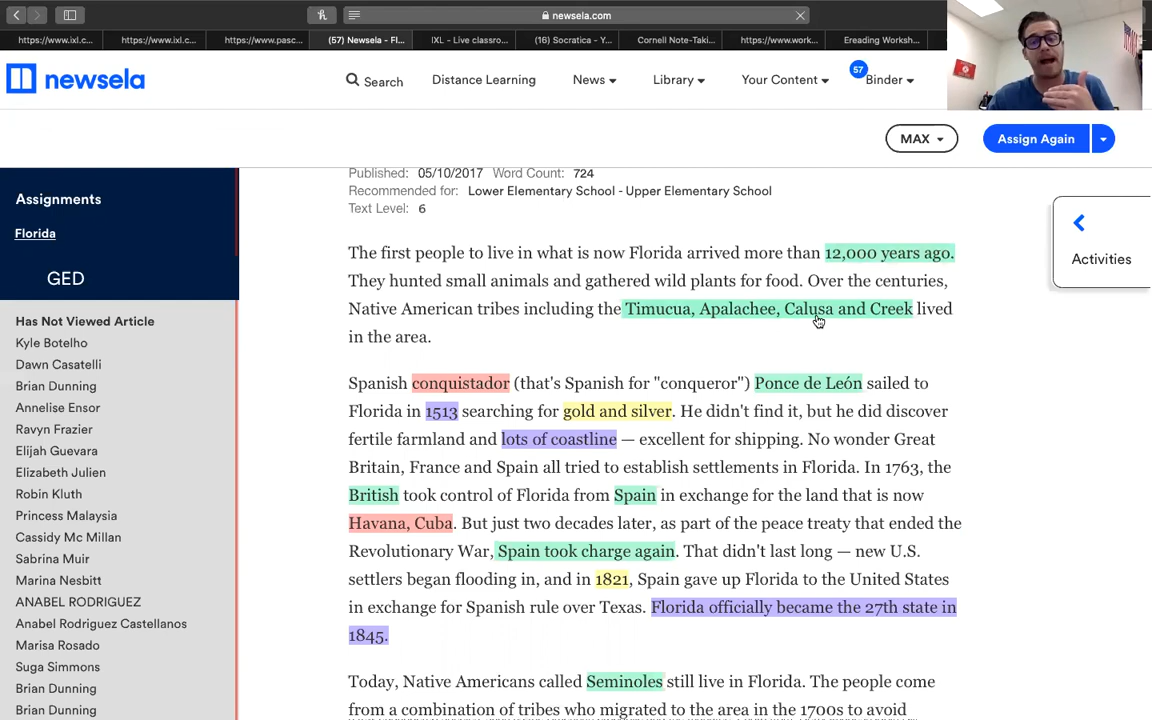 newsela.com
https://www.ixl.c...
https://www.ixl.c...
https://www.pasc...
(57) Newsela - Fl...
IXL - Live classro...
(16) Socratica - Y...
Cornell Note-Taki...
https://www.work...
Ereading Worksh...
newsela
Search
Distance Learning
News
Library
Your Content
57
Binder
MAX
Assign Again
Assignments
Florida
GED
Has Not Viewed Article
Kyle Botelho
Dawn Casatelli
Brian Dunning
Annelise Ensor
Ravyn Frazier
Elijah Guevara
Elizabeth Julien
Robin Kluth
Princess Malaysia
Cassidy Mc Millan
Sabrina Muir
Marina Nesbitt
ANABEL RODRIGUEZ
Anabel Rodriguez Castellanos
Marisa Rosado
Suga Simmons
Brian Dunning
Brian Dunning
Published: 05/10/2017 Word Count: 724
Recommended for: Lower Elementary School - Upper Elementary School
Text Level: 6
The first people to live in what is now Florida arrived more than 12,000 years ago.
They hunted small animals and gathered wild plants for food. Over the centuries,
Native American tribes including the Timucua, Apalachee, Calusa and Creek lived
in the area.
Spanish conquistador (that's Spanish for "conqueror") Ponce de León sailed to
Florida in 1513 searching for gold and silver. He didn't find it, but he did discover
fertile farmland and lots of coastline — excellent for shipping. No wonder Great
Britain, France and Spain all tried to establish settlements in Florida. In 1763, the
British took control of Florida from Spain in exchange for the land that is now
Havana, Cuba. But just two decades later, as part of the peace treaty that ended the
Revolutionary War, Spain took charge again. That didn't last long — new U.S.
settlers began flooding in, and in 1821, Spain gave up Florida to the United States
in exchange for Spanish rule over Texas. Florida officially became the 27th state in
1845.
Today, Native Americans called Seminoles still live in Florida. The people come
from a combination of tribes who migrated to the area in the 1700s to avoid
Activities